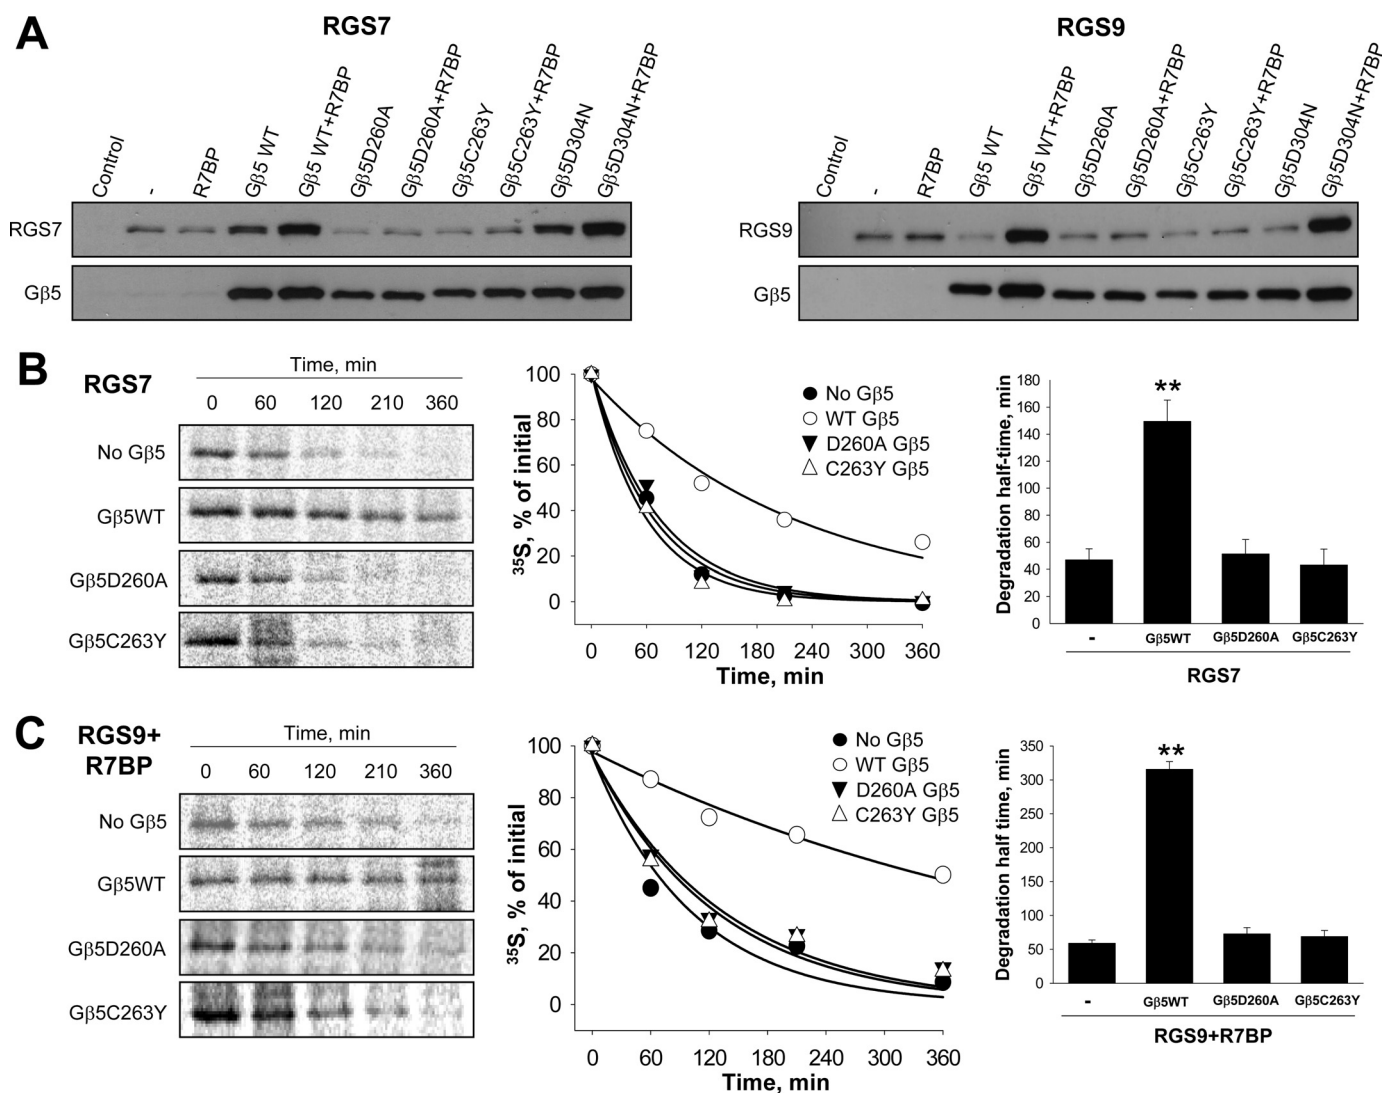 A
RGS7
RGS9
Control
-
R7BP
Gβ5 WT
Gβ5 WT+R7BP
Gβ5D260A
Gβ5D260A+R7BP
Gβ5C263Y
Gβ5C263Y+R7BP
Gβ5D304N
Gβ5D304N+R7BP
Control
-
R7BP
Gβ5 WT
Gβ5 WT+R7BP
Gβ5D260A
Gβ5D260A+R7BP
Gβ5C263Y
Gβ5C263Y+R7BP
Gβ5D304N
Gβ5D304N+R7BP
RGS7
Gβ5
RGS9
Gβ5
B
RGS7
Time, min
0 60 120 210 360
No Gβ5
Gβ5WT
Gβ5D260A
Gβ5C263Y
35S, % of initial
100
80
60
40
20
0
No Gβ5
WT Gβ5
D260A Gβ5
C263Y Gβ5
0 60 120 180 240 300 360
Time, min
Degradation half-time, min
180
160
140
120
100
80
60
40
20
0
**
- Gβ5WT Gβ5D260A Gβ5C263Y
RGS7
C
RGS9+
R7BP
Time, min
0 60 120 210 360
No Gβ5
Gβ5WT
Gβ5D260A
Gβ5C263Y
35S, % of initial
100
80
60
40
20
0
No Gβ5
WT Gβ5
D260A Gβ5
C263Y Gβ5
0 60 120 180 240 300 360
Time, min
Degradation half time, min
350
300
250
200
150
100
50
0
**
- Gβ5WT Gβ5D260A Gβ5C263Y
RGS9+R7BP